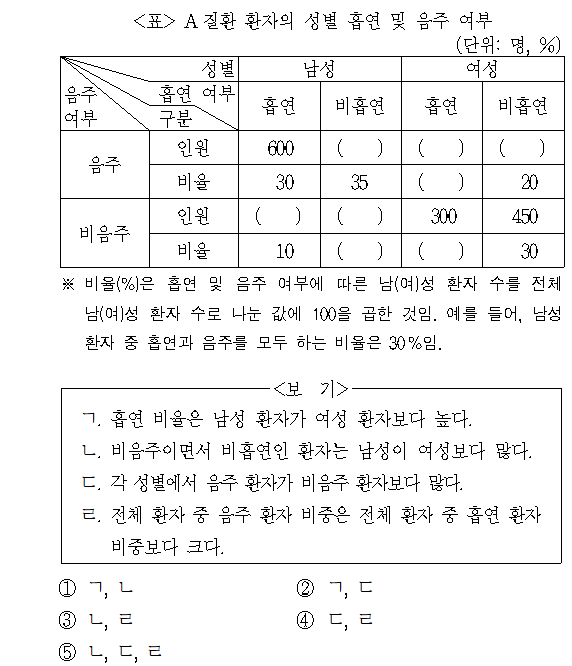 <표> A 질환 환자의 성별 흡연 및 음주 여부
(단위: 명, %)
성별 남성 여성
음주 여부 흡연 여부 구분 흡연 비흡연 흡연 비흡연
음주 인원 600 ( ) ( ) ( )
비율 30 35 ( ) 20
비음주 인원 ( ) ( ) 300 450
비율 10 ( ) ( ) 30
※ 비율(%)은 흡연 및 음주 여부에 따른 남(여)성 환자 수를 전체
남(여)성 환자 수로 나눈 값에 100을 곱한 것임. 예를 들어, 남성
환자 중 흡연과 음주를 모두 하는 비율은 30%임.
<보 기>
ㄱ. 흡연 비율은 남성 환자가 여성 환자보다 높다.
ㄴ. 비음주이면서 비흡연인 환자는 남성이 여성보다 많다.
ㄷ. 각 성별에서 음주 환자가 비음주 환자보다 많다.
ㄹ. 전체 환자 중 음주 환자 비중은 전체 환자 중 흡연 환자
비중보다 크다.
① ㄱ, ㄴ ② ㄱ, ㄷ
③ ㄴ, ㄹ ④ ㄷ, ㄹ
⑤ ㄴ, ㄷ, ㄹ